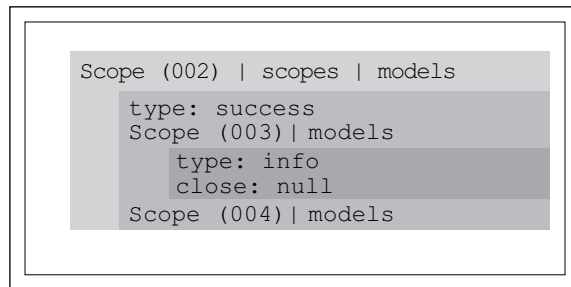 Scope (002) | scopes | models
type: success
Scope (003)| models
type: info
close: null
Scope (004)| models